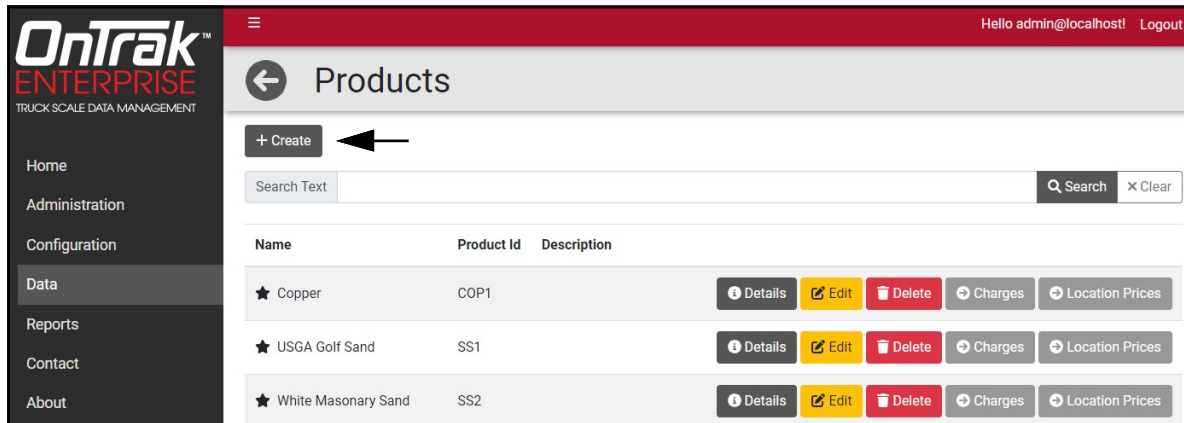 OnTrak™
ENTERPRISE
TRUCK SCALE DATA MANAGEMENT
Home
Administration
Configuration
Data
Reports
Contact
About
Hello admin@localhost! Logout
Products
+ Create
Search Text Search × Clear
Name Product Id Description
Copper COP1 Details Edit Delete Charges Location Prices
USGA Golf Sand SS1 Details Edit Delete Charges Location Prices
White Masonary Sand SS2 Details Edit Delete Charges Location Prices